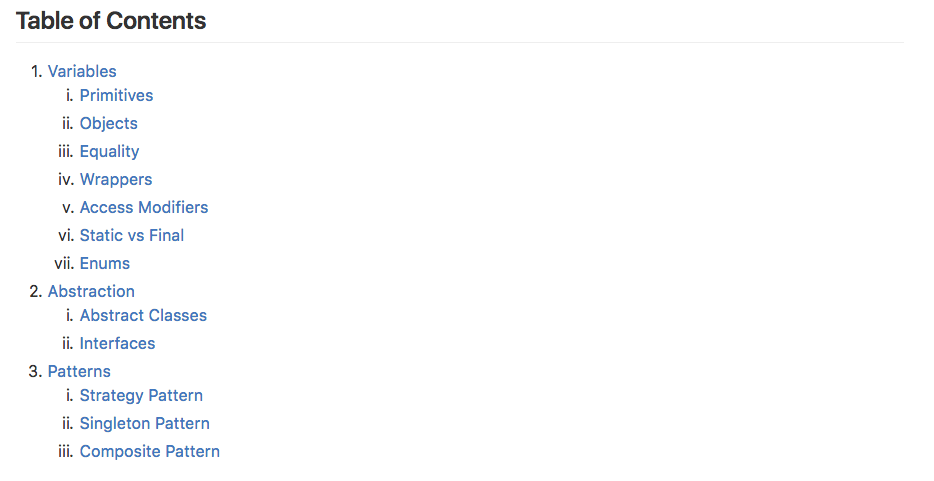 Table of Contents
1. Variables
i. Primitives
ii. Objects
iii. Equality
iv. Wrappers
v. Access Modifiers
vi. Static vs Final
vii. Enums
2. Abstraction
i. Abstract Classes
ii. Interfaces
3. Patterns
i. Strategy Pattern
ii. Singleton Pattern
iii. Composite Pattern